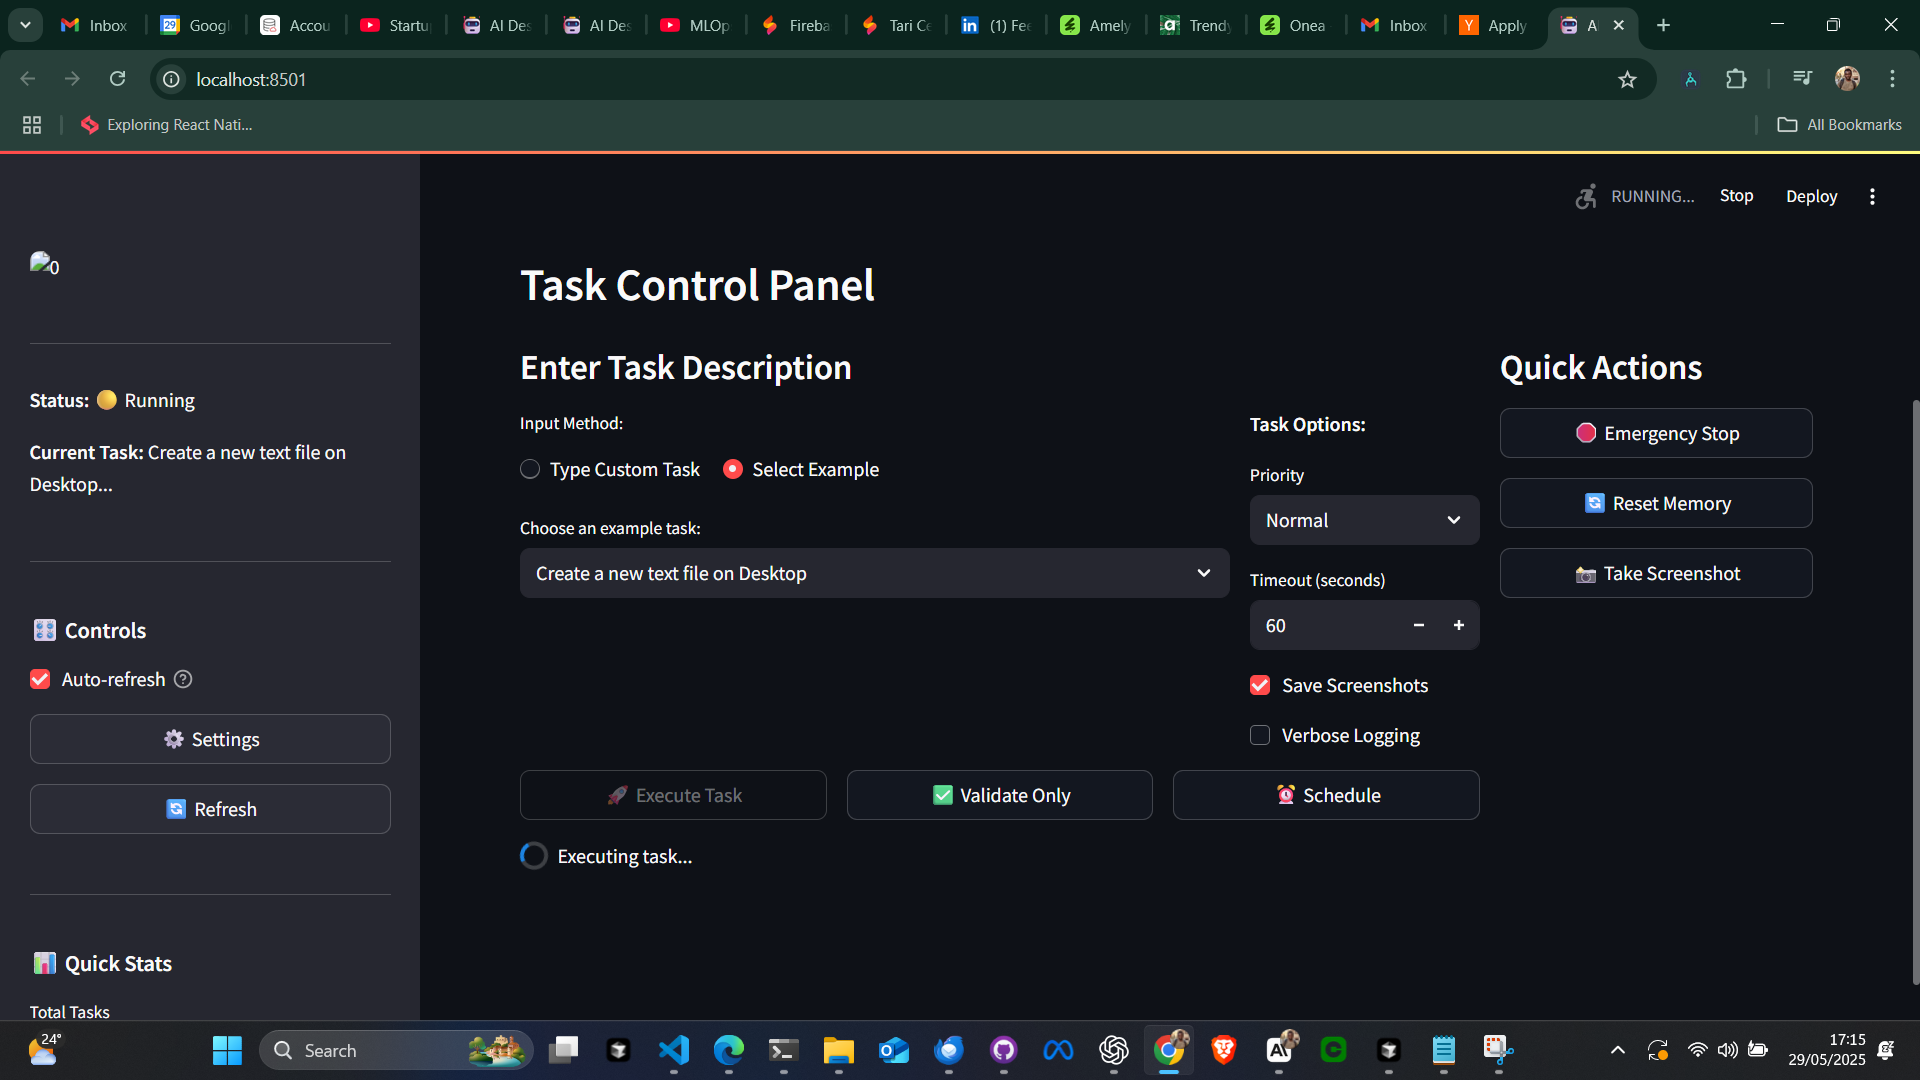 Inbox
Googl
Accou
Startu
AI Des
AI Des
MLOp
Fireba
Tari Ce
(1) Fee
Amely
Trendy
Onea
Inbox
Apply
A
localhost:8501
Exploring React Nati...
All Bookmarks
RUNNING...
Stop
Deploy
0
Status: Running
Current Task: Create a new text file on
Desktop...
Controls
Auto-refresh
Settings
Refresh
Quick Stats
Total Tasks
Task Control Panel
Enter Task Description
Input Method:
Type Custom Task
Select Example
Choose an example task:
Create a new text file on Desktop
Task Options:
Priority
Normal
Timeout (seconds)
60
Save Screenshots
Verbose Logging
Execute Task
Validate Only
Schedule
Executing task...
Quick Actions
Emergency Stop
Reset Memory
Take Screenshot
24°
Search
17:15
29/05/2025